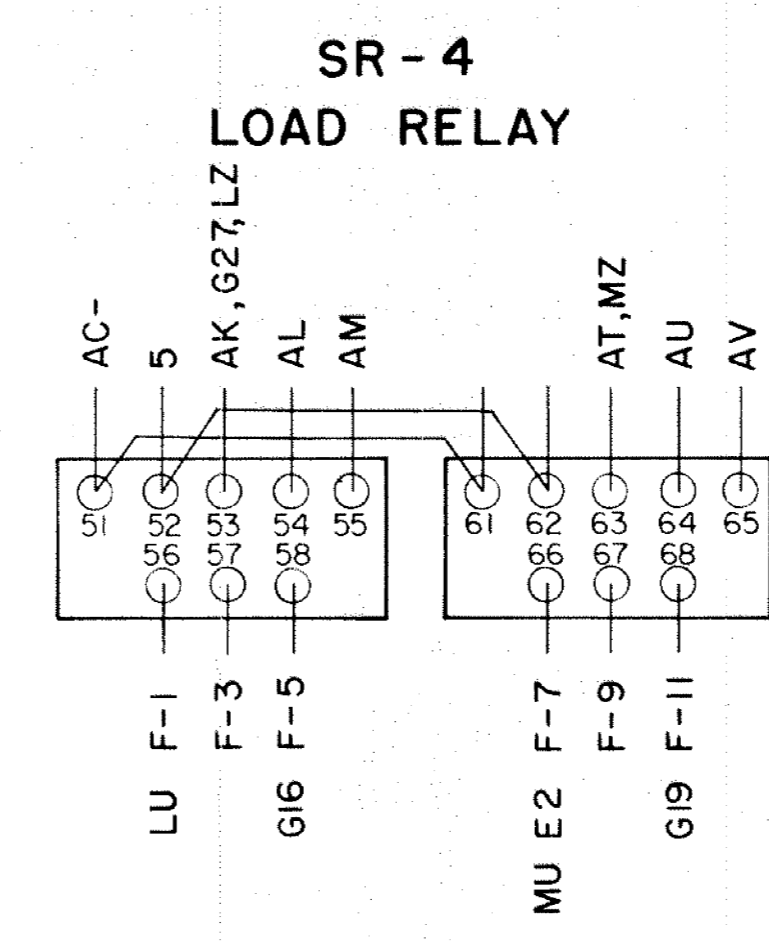 SR-4
LOAD RELAY
AC-
5
AK,G27,LZ
AL
AM
AT,MZ
AU
AV
51 52 53 54 55
56 57 58
61 62 63 64 65
66 67 68
LU F-1
F-3
G16 F-5
MU E2 F-7
F-9
G19 F-11